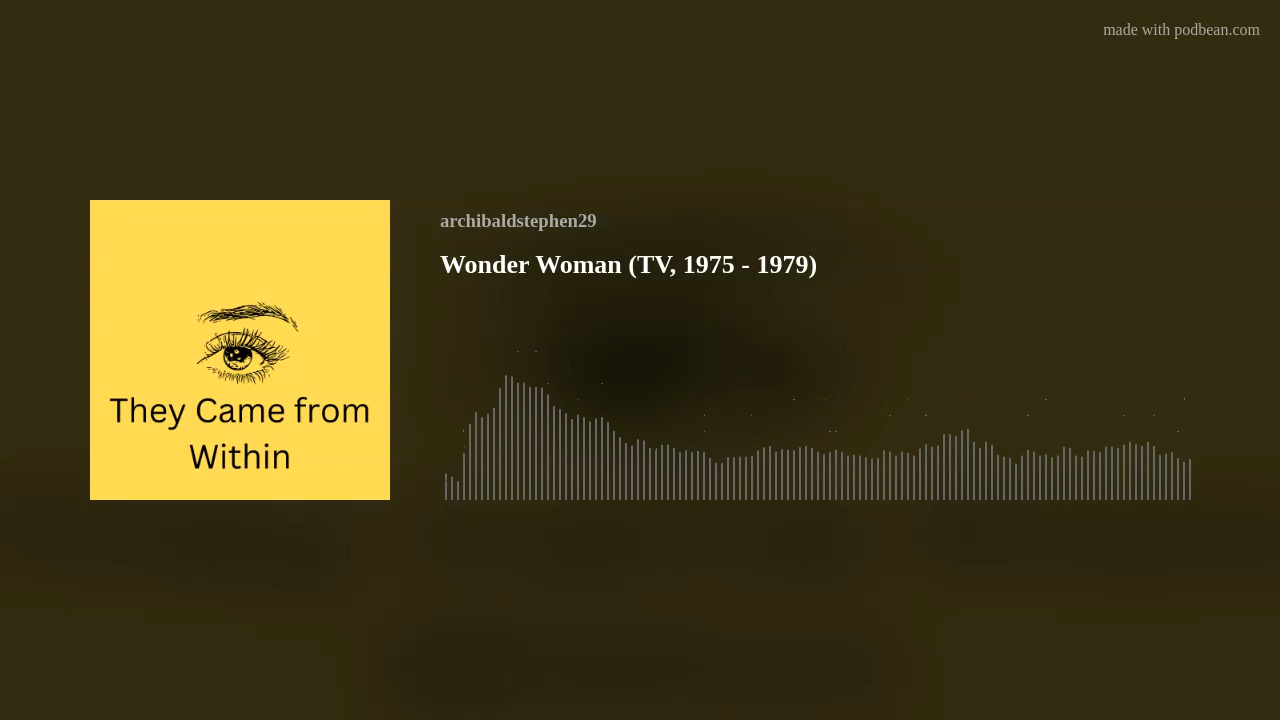 made with podbean.com
archibaldstephen29
Wonder Woman (TV, 1975 - 1979)
They Came from
Within